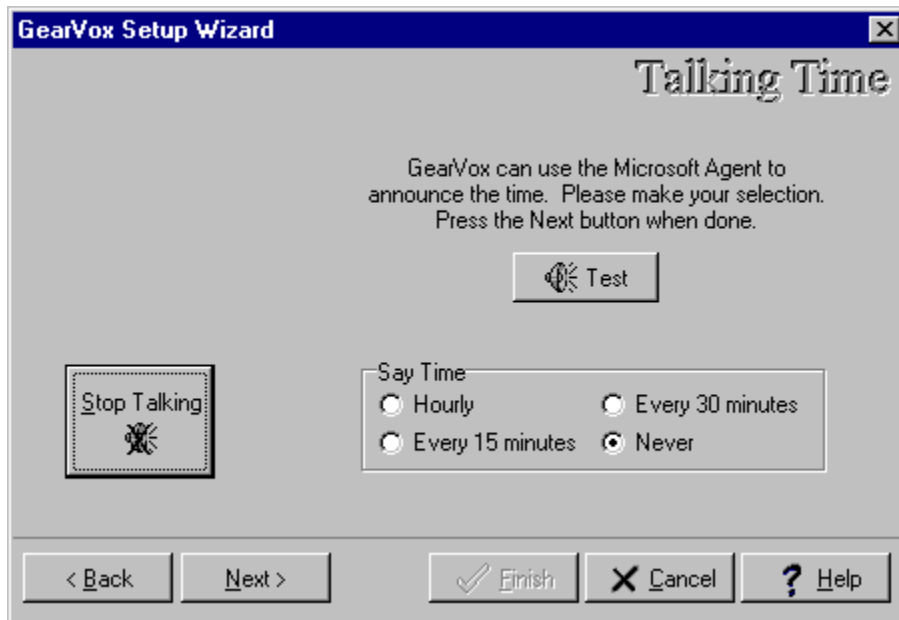 GearVox Setup Wizard
Talking Time
GearVox can use the Microsoft Agent to
announce the time.  Please make your selection.
Press the Next button when done.
Test
Stop Talking
Say Time
Hourly
Every 30 minutes
Every 15 minutes
Never
< Back
Next >
Finish
Cancel
? Help